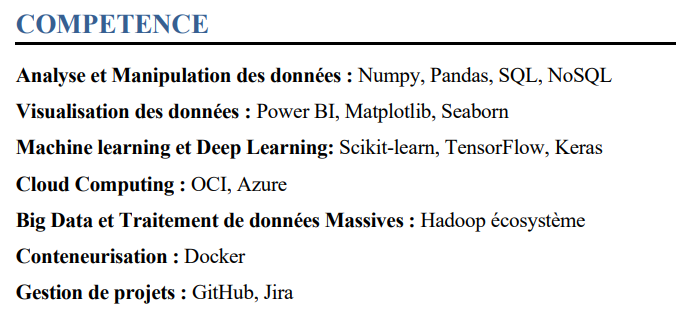 COMPETENCE
Analyse et Manipulation des données : Numpy, Pandas, SQL, NoSQL
Visualisation des données : Power BI, Matplotlib, Seaborn
Machine learning et Deep Learning: Scikit-learn, TensorFlow, Keras
Cloud Computing : OCI, Azure
Big Data et Traitement de données Massives : Hadoop écosystème
Conteneurisation : Docker
Gestion de projets : GitHub, Jira